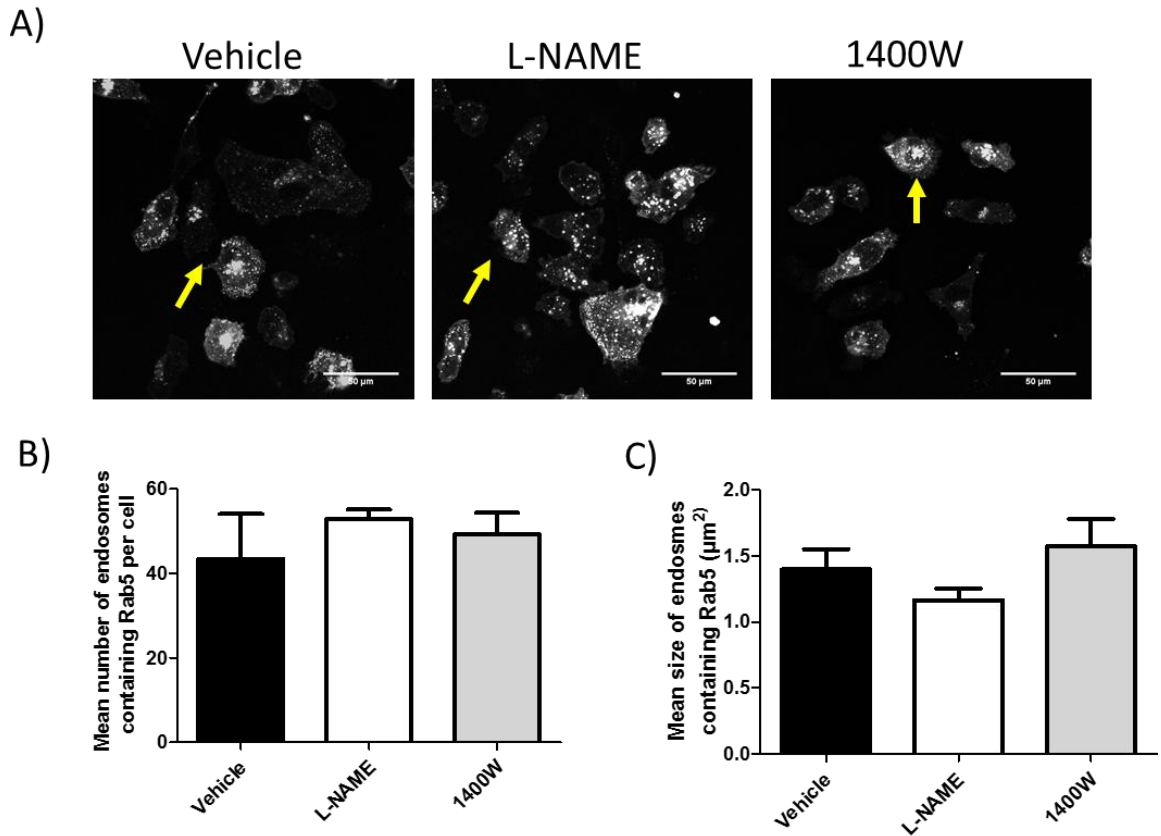 A)
Vehicle
L-NAME
1400W
50 µm
50 µm
50 µm
B)
Mean number of endosomes
containing Rab5 per cell
60
40
20
0
Vehicle
L-NAME
1400W
C)
Mean size of endosmes
containing Rab5 (µm²)
2.0
1.5
1.0
0.5
0.0
Vehicle
L-NAME
1400W